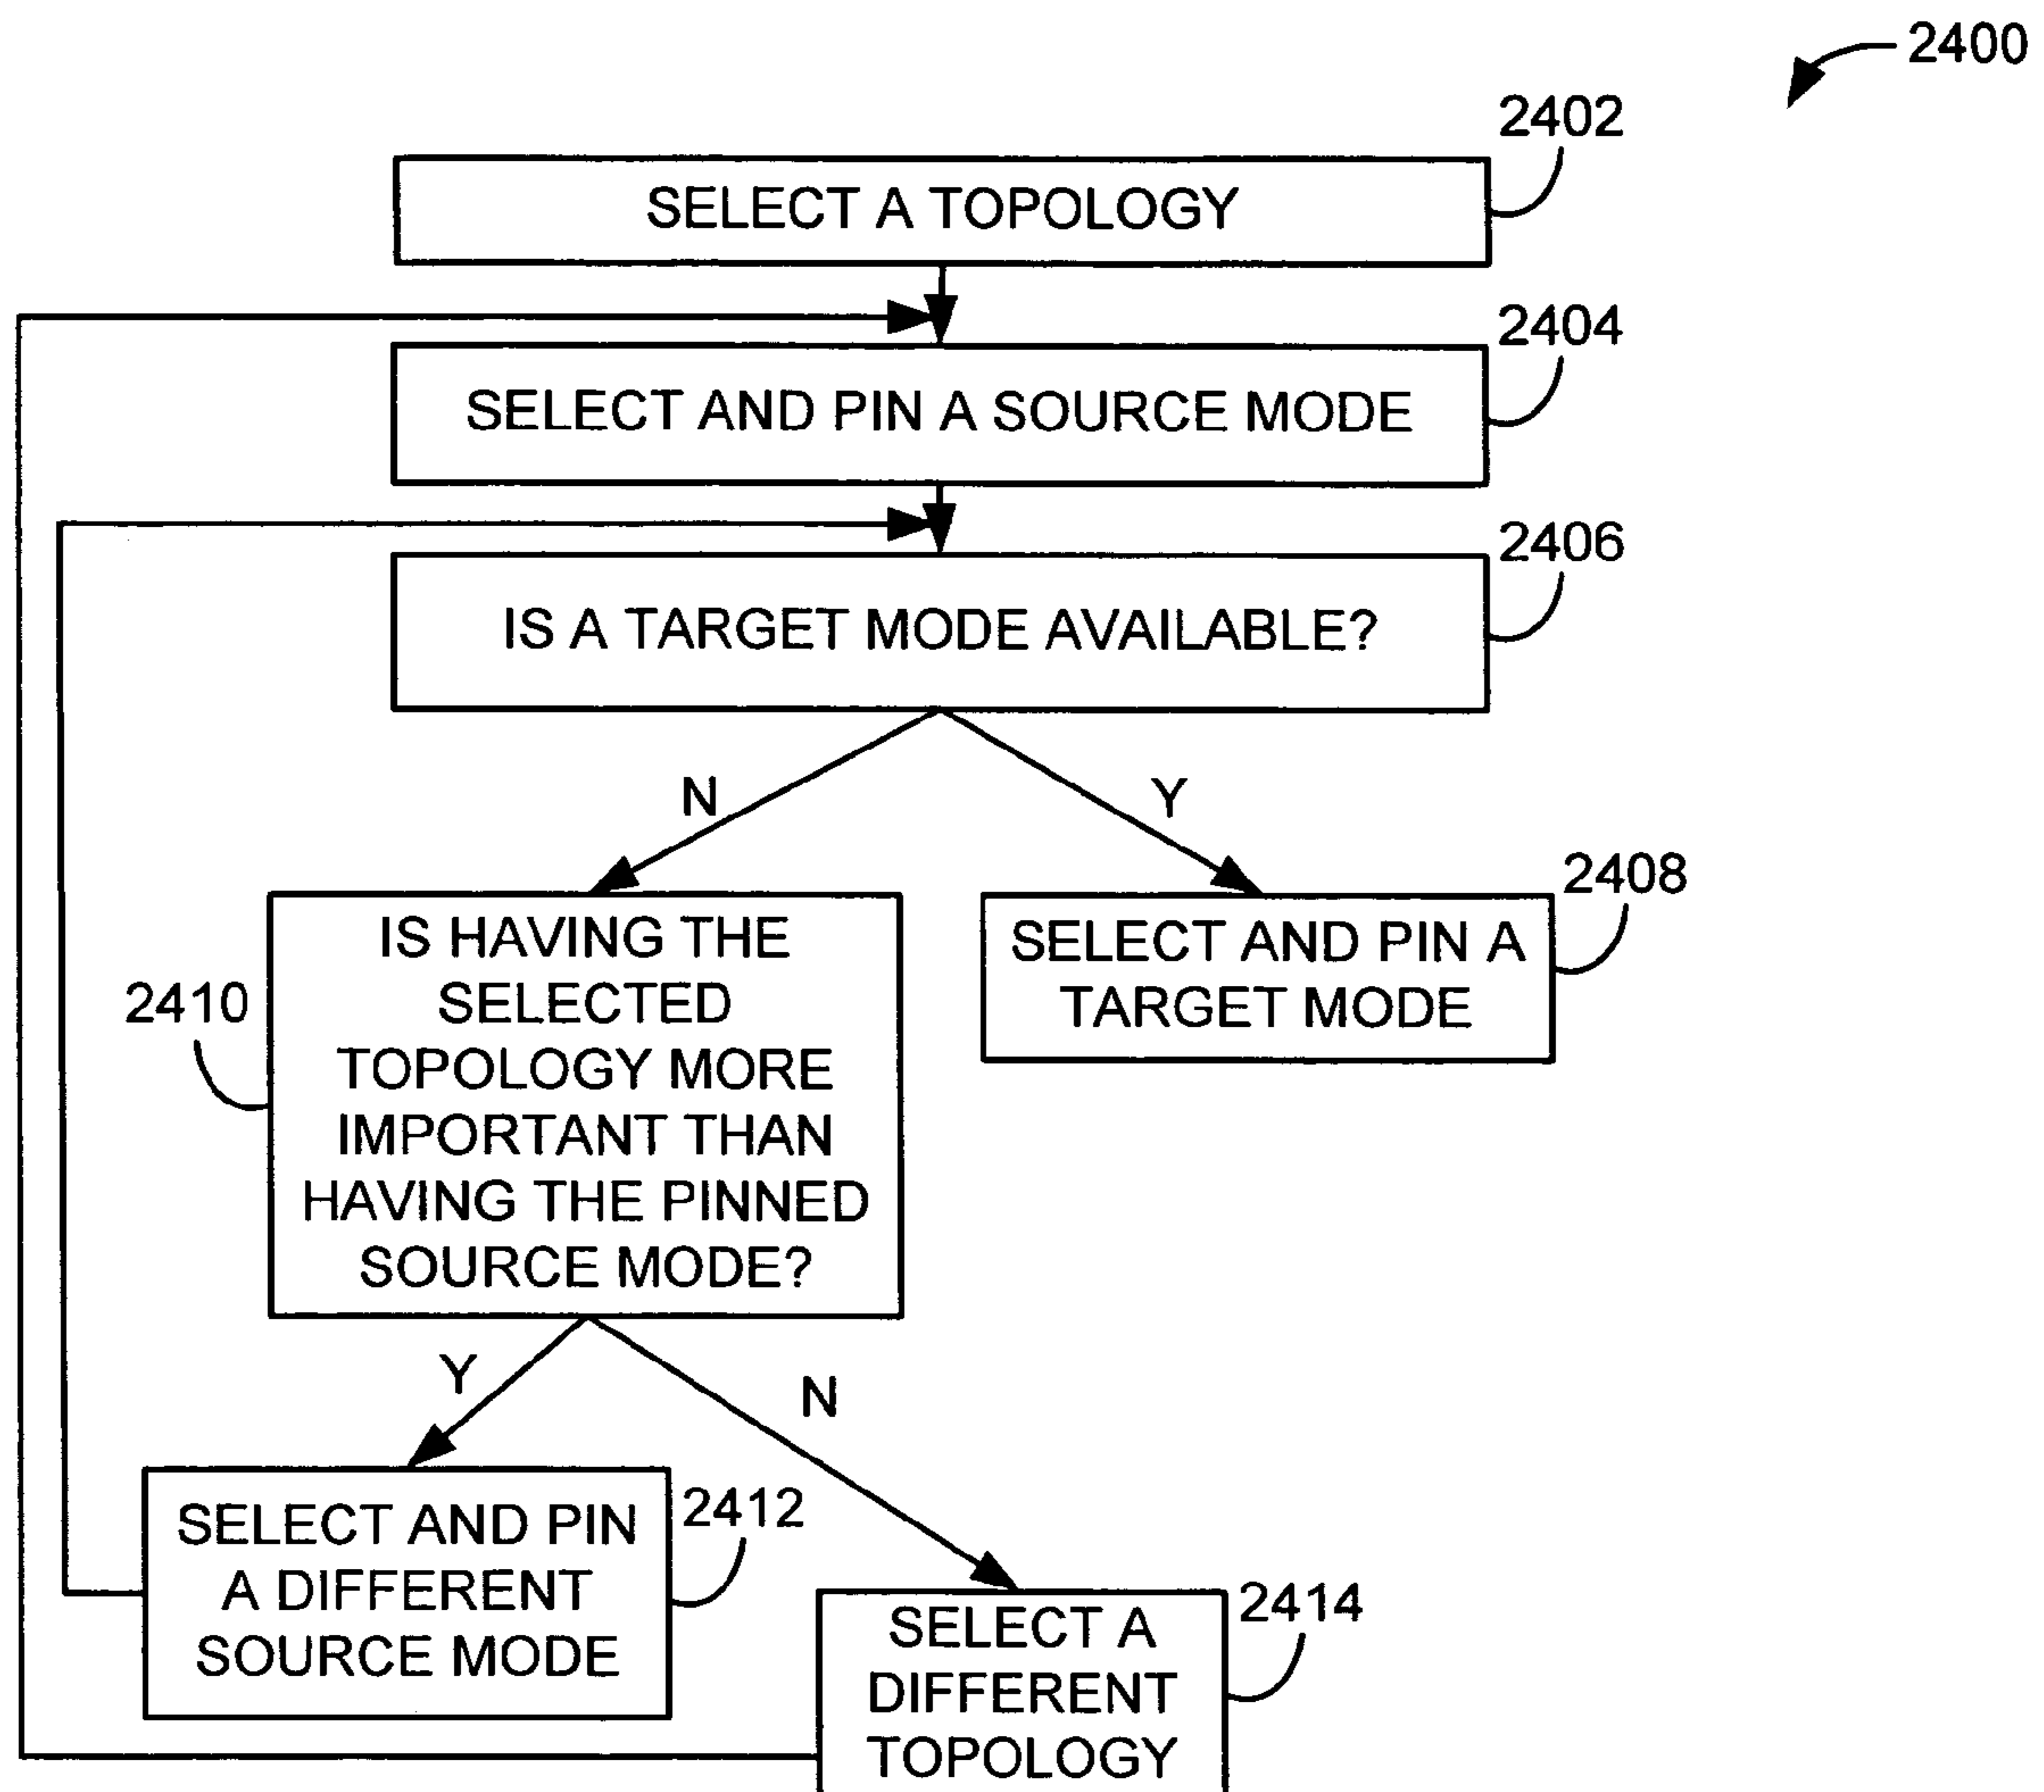 2400
2402
SELECT A TOPOLOGY
2404
SELECT AND PIN A SOURCE MODE
2406
IS A TARGET MODE AVAILABLE?
N
Y
2408
SELECT AND PIN A
TARGET MODE
2410
IS HAVING THE
SELECTED
TOPOLOGY MORE
IMPORTANT THAN
HAVING THE PINNED
SOURCE MODE?
Y
N
2412
SELECT AND PIN
A DIFFERENT
SOURCE MODE
2414
SELECT A
DIFFERENT
TOPOLOGY